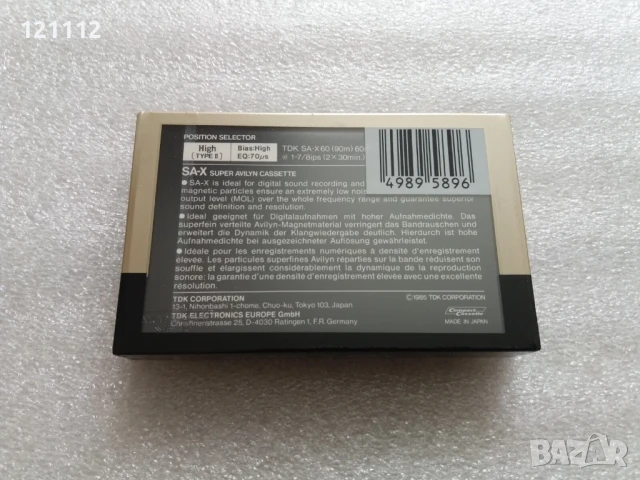 121112
POSITION SELECTOR
High
[TYPE II]
Bias:High
EQ:70μs
TDK SA-X60 (90m) 60
at 1-7/8ips (2×30min.)
4989 5896
SA-X SUPER AVILYN CASSETTE
● SA-X is ideal for digital sound recording and
magnetic particles ensure an extremely low
output level (MOL) over the whole frequency range and guarantee superior
sound definition and resolution.
● Ideal geeignet für Digitalaufnahmen mit hoher Aufnahmedichte. Das
superfein verteilte Avilyn-Magnetmaterial verringert das Bandrauschen und
erweitert die Dynamik der Klangwiedergabe deutlich. Hierdurch ist hohe
Aufnahmedichte bei ausgezeichneter Auflösung gewährleistet.
● Idéale pour les enregistrements numériques à densité d'enregistrement
élevée. Les particules superfines Avilyn réparties sur la bande réduisent son
souffle et élargissent considérablement la dynamique de la reproduction
sonore: la garantie d'une densité d'enregistrement élevée avec une excellente
résolution.
TDK CORPORATION
13-1, Nihonbashi 1-chome, Chuo-ku, Tokyo 103, Japan
TDK ELECTRONICS EUROPE GmbH
Christinenstrasse 25, D-4030 Ratingen 1, F.R. Germany
© 1985 TDK CORPORATION
Compact
Cassette
MADE IN JAPAN
BAZAR